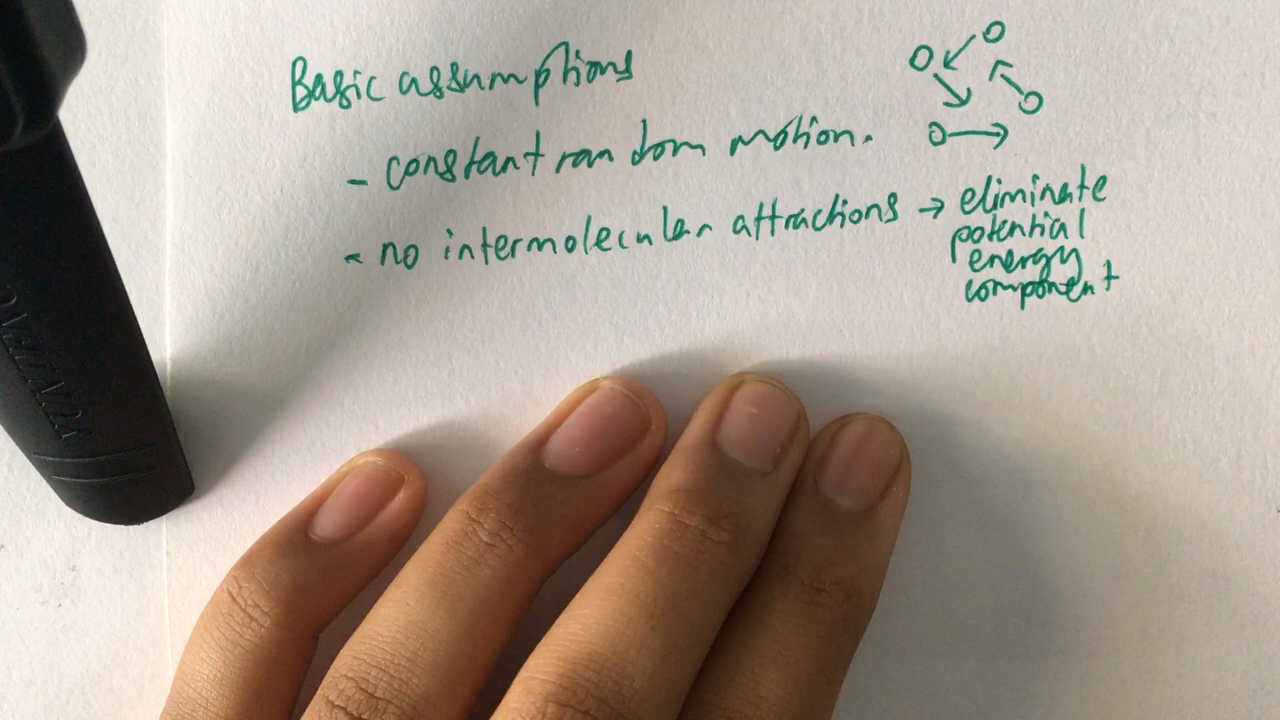 Basic assumptions
- constant random motion.
- no intermolecular attractions → eliminate
potential
energy
component